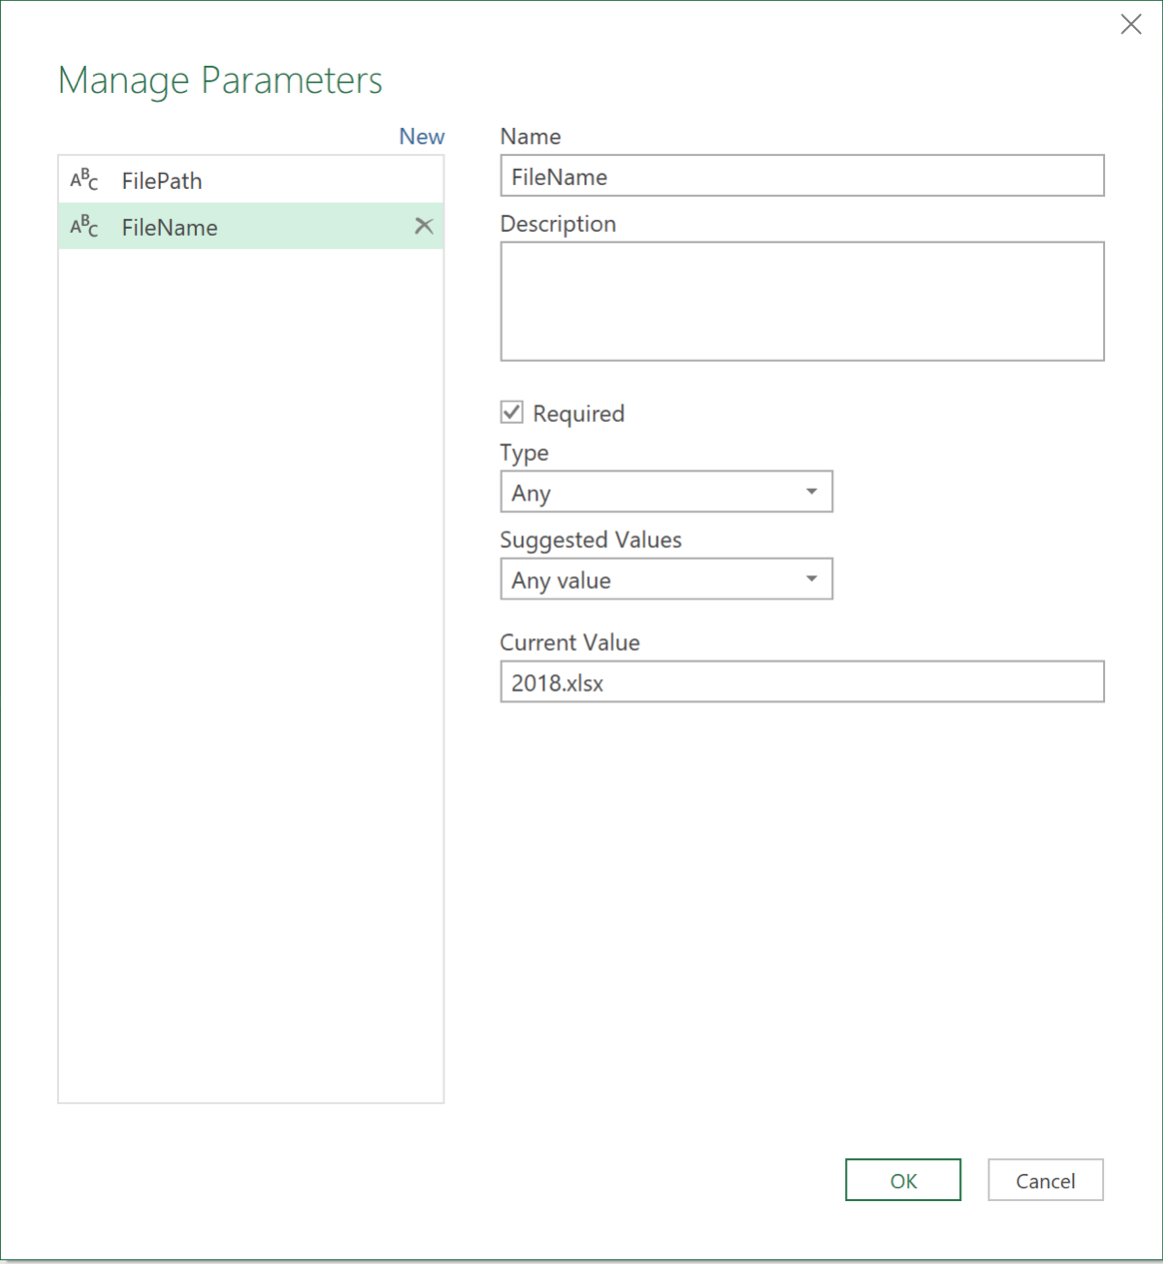 Manage Parameters
New
ABC FilePath
ABC FileName
Name
FileName
Description
Required
Type
Any
Suggested Values
Any value
Current Value
2018.xlsx
OK
Cancel